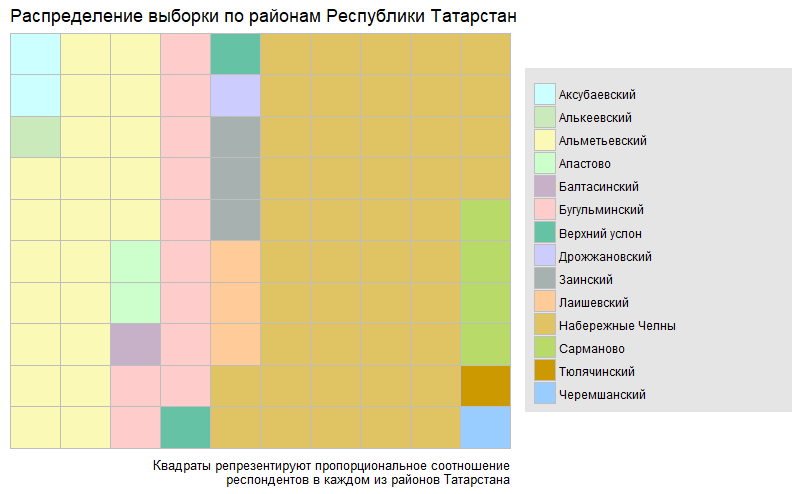 Распределение выборки по районам Республики Татарстан
Аксубаевский
Алькеевский
Альметьевский
Апастово
Балтасинский
Бугульминский
Верхний услон
Дрожжановский
Заинский
Лаишевский
Набережные Челны
Сарманово
Тюлячинский
Черемшанский
Квадраты репрезентируют пропорциональное соотношение
респондентов в каждом из районов Татарстана